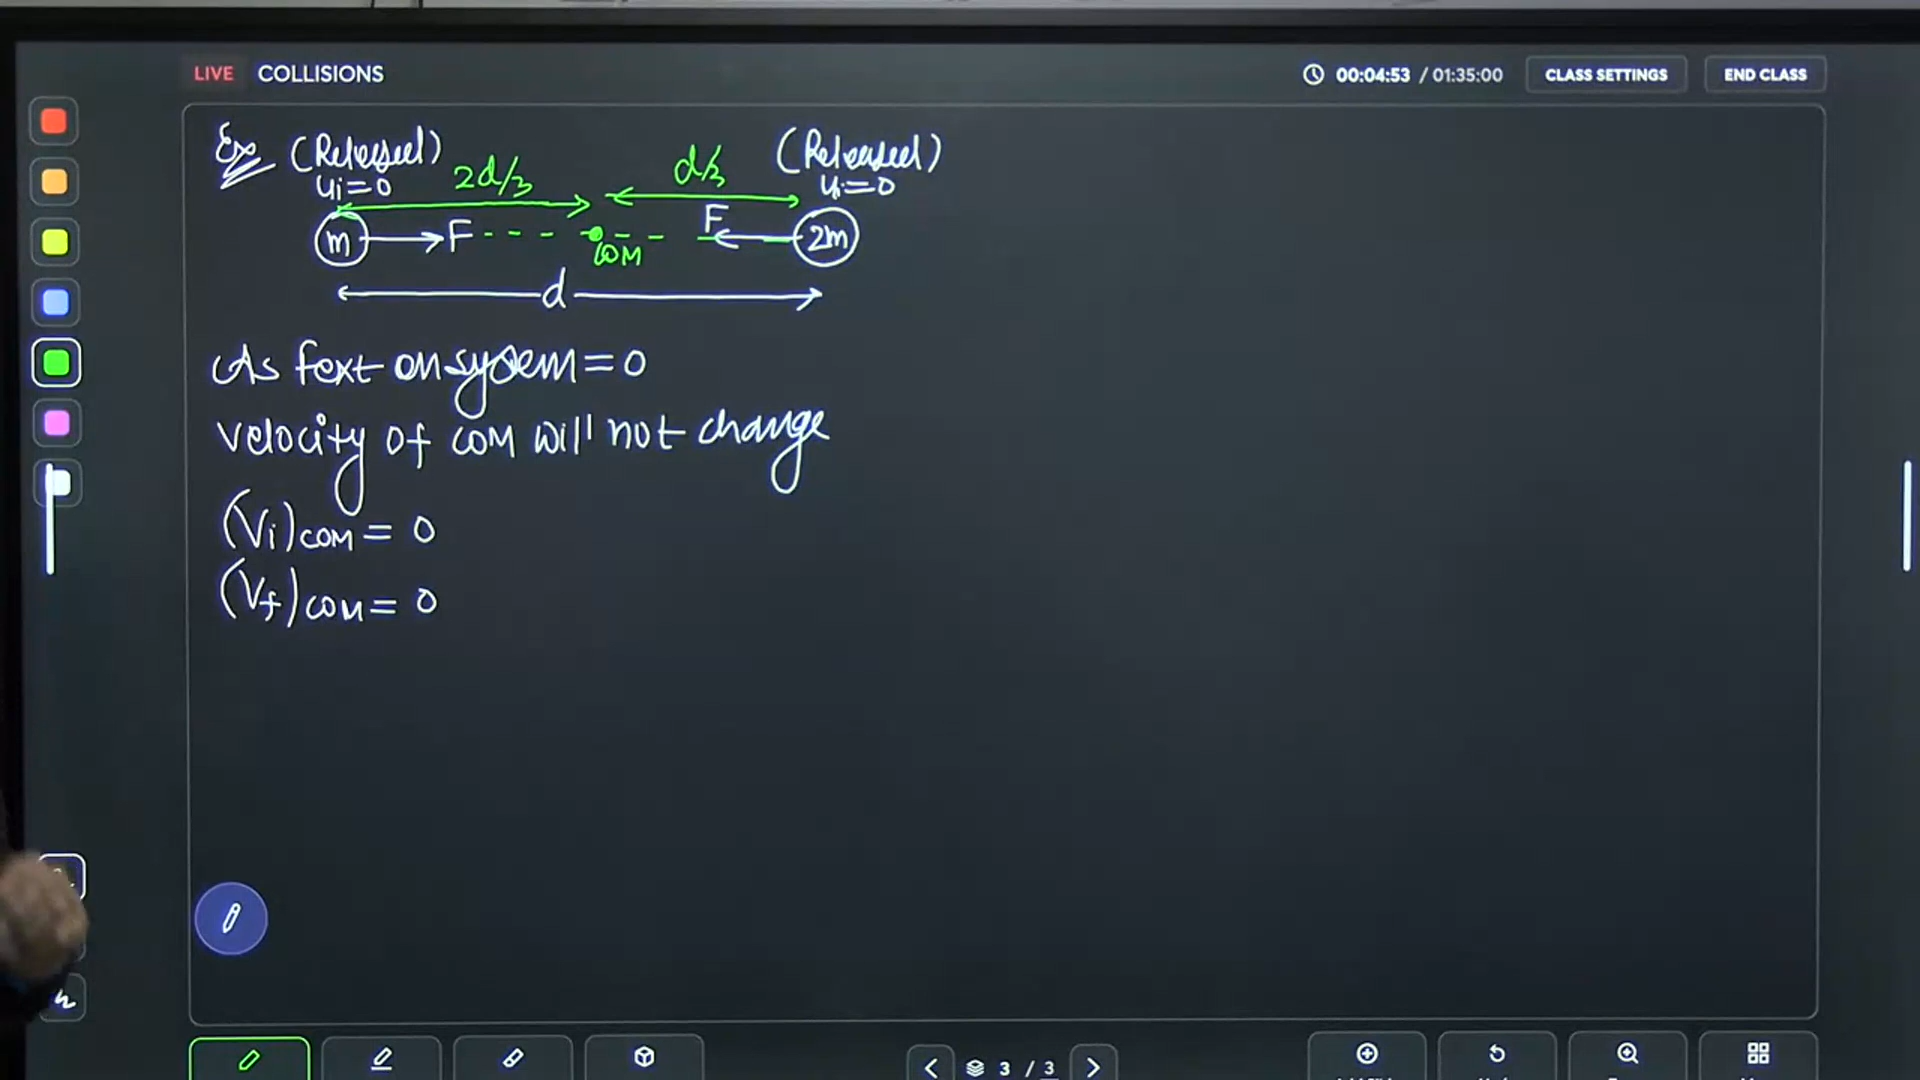 LIVE COLLISIONS 00:04:53 / 01:35:00 CLASS SETTINGS END CLASS
Ex (Released) (Released)
ui=0 2d/3 d/3 ui=0
m F COM F 2m
d
As Fext on system = 0
velocity of COM will not change
(Vi)COM = 0
(Vf)COM = 0
3 / 3